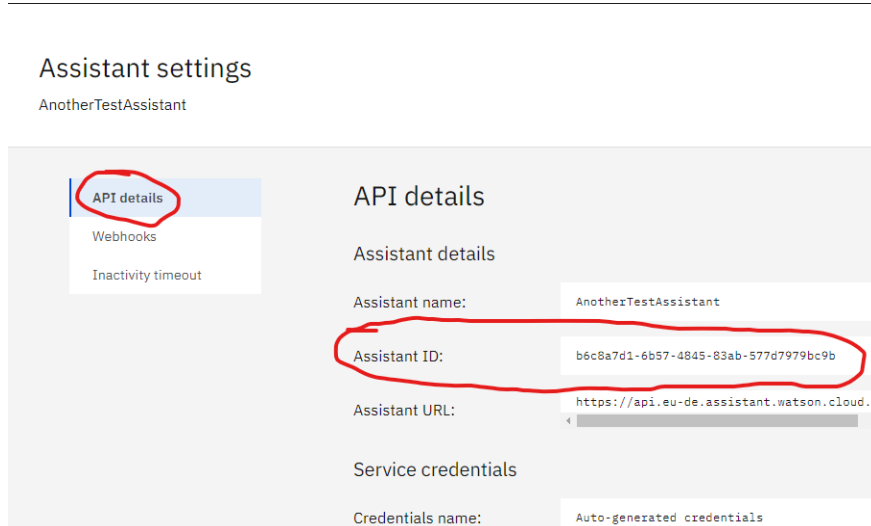 Assistant settings
AnotherTestAssistant
API details
Webhooks
Inactivity timeout
API details
Assistant details
Assistant name: AnotherTestAssistant
Assistant ID: b6c8a7d1-6b57-4845-83ab-577d7979bc9b
Assistant URL: https://api.eu-de.assistant.watson.cloud.
Service credentials
Credentials name: Auto-generated credentials